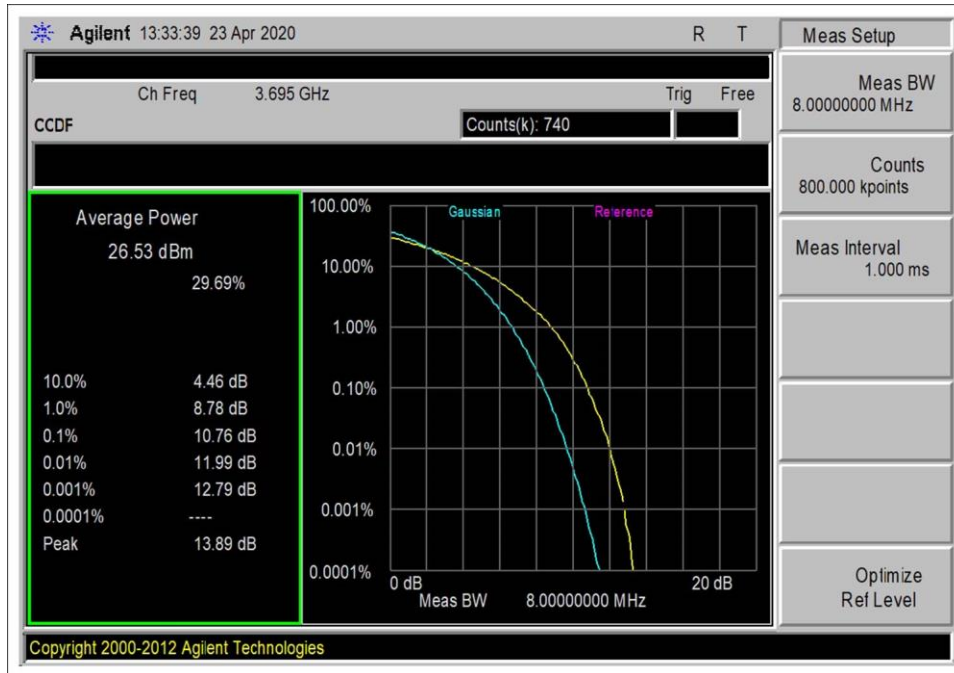 Agilent 13:33:39 23 Apr 2020 R T
Meas Setup
Ch Freq 3.695 GHz Trig Free
CCDF Counts(k): 740
Average Power
26.53 dBm
29.69%
10.0% 4.46 dB
1.0% 8.78 dB
0.1% 10.76 dB
0.01% 11.99 dB
0.001% 12.79 dB
0.0001% ----
Peak 13.89 dB
Gaussian Reference
100.00%
10.00%
1.00%
0.10%
0.01%
0.001%
0.0001%
0 dB 20 dB
Meas BW 8.00000000 MHz
Meas BW
8.00000000 MHz
Counts
800.000 kpoints
Meas Interval
1.000 ms
Optimize
Ref Level
Copyright 2000-2012 Agilent Technologies